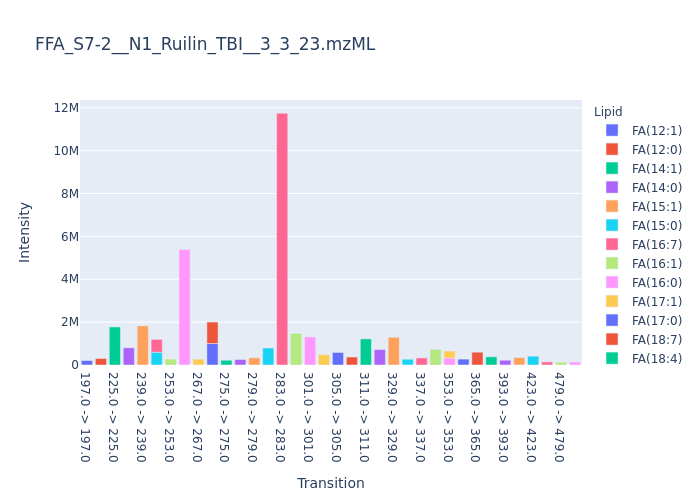 FFA_S7-2__N1_Ruilin_TBI__3_3_23.mzML
12M
10M
8M
6M
4M
2M
0
Intensity
197.0 -> 197.0
225.0 -> 225.0
239.0 -> 239.0
253.0 -> 253.0
267.0 -> 267.0
275.0 -> 275.0
279.0 -> 279.0
283.0 -> 283.0
301.0 -> 301.0
305.0 -> 305.0
311.0 -> 311.0
329.0 -> 329.0
337.0 -> 337.0
353.0 -> 353.0
365.0 -> 365.0
393.0 -> 393.0
423.0 -> 423.0
479.0 -> 479.0
Transition
Lipid
FA(12:1)
FA(12:0)
FA(14:1)
FA(14:0)
FA(15:1)
FA(15:0)
FA(16:7)
FA(16:1)
FA(16:0)
FA(17:1)
FA(17:0)
FA(18:7)
FA(18:4)